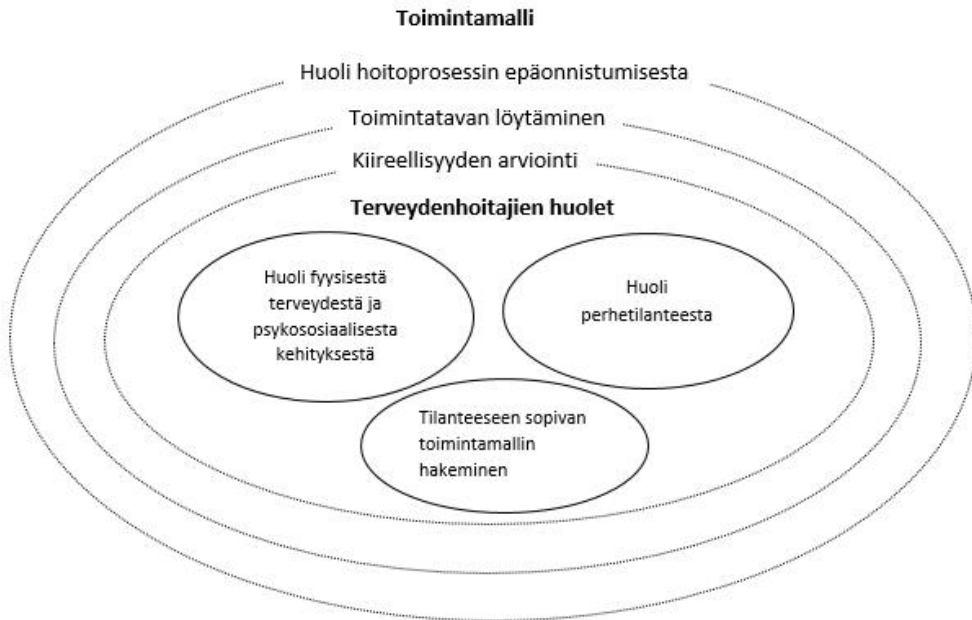 Toimintamalli
Huoli hoitoprosessin epäonnistumisesta
Toimintatavan löytäminen
Kiireellisyyden arviointi
Terveydenhoitajien huolet
Huoli fyysisestä
terveydestä ja
psykososiaalisesta
kehityksestä
Huoli
perhetilanteesta
Tilanteeseen sopivan
toimintamallin
hakeminen